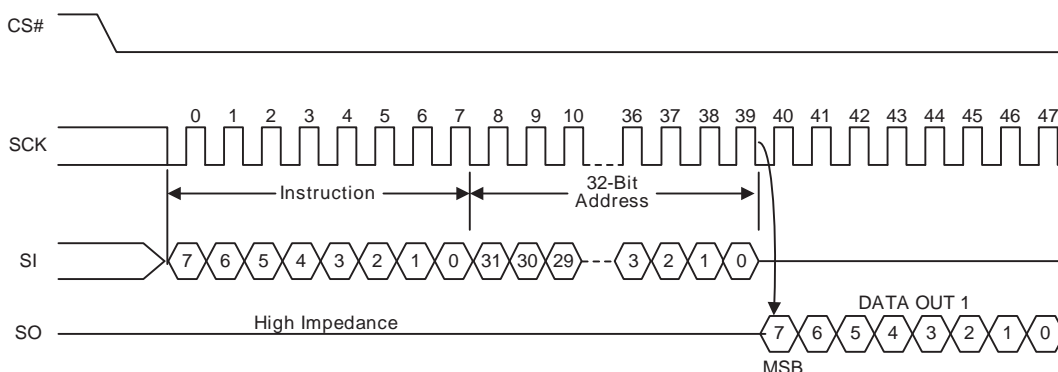 CS#
0 1 2 3 4 5 6 7 8 9 10 36 37 38 39 40 41 42 43 44 45 46 47
SCK
Instruction
32-Bit
Address
SI
7 6 5 4 3 2 1 0 31 30 29 3 2 1 0
DATA OUT 1
High Impedance
SO
7 6 5 4 3 2 1 0
MSB